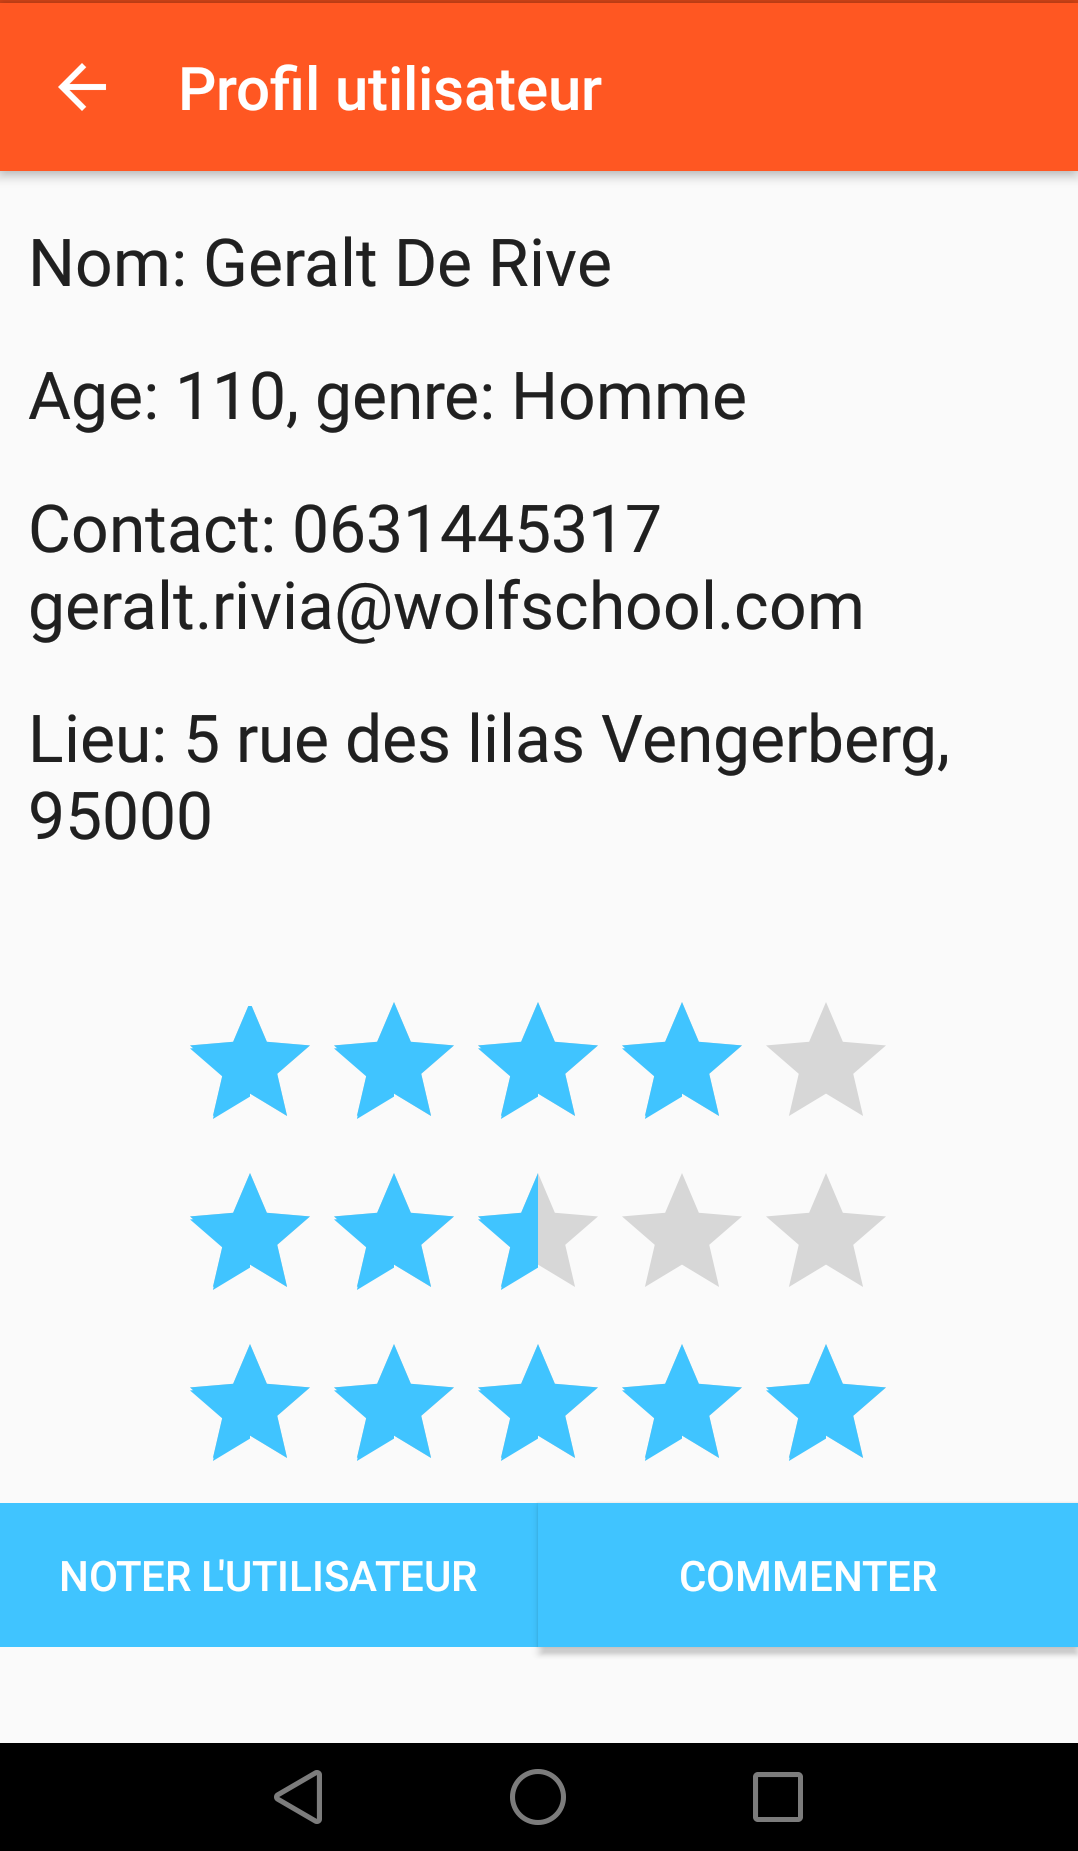 Profil utilisateur
Nom: Geralt De Rive
Age: 110, genre: Homme
Contact: 0631445317
geralt.rivia@wolfschool.com
Lieu: 5 rue des lilas Vengerberg,
95000
NOTER L'UTILISATEUR
COMMENTER